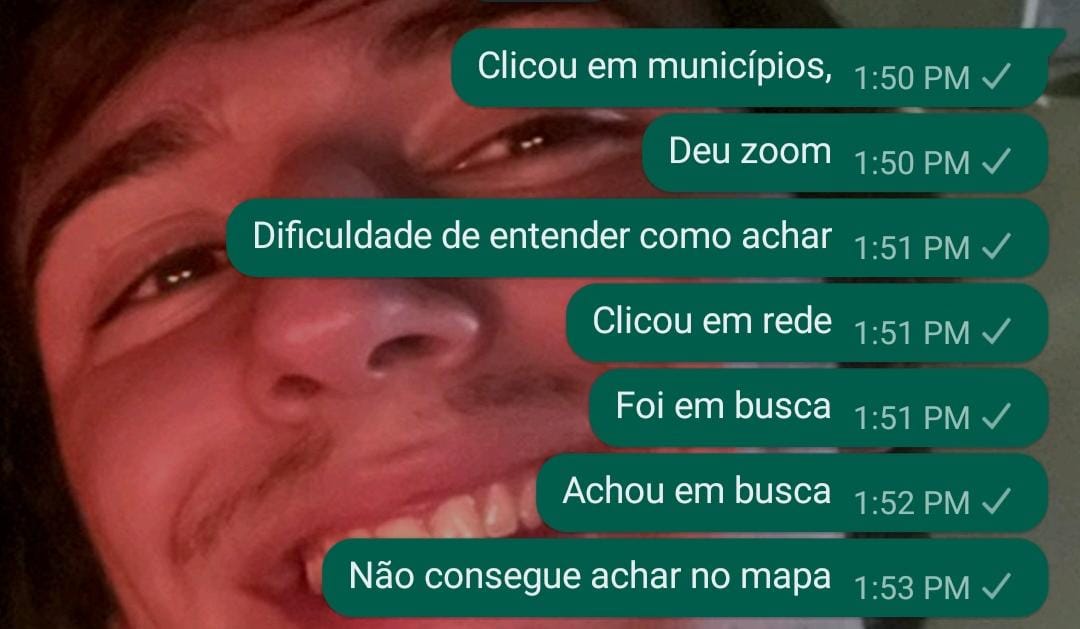 Clicou em municípios, 1:50 PM
Deu zoom 1:50 PM
Dificuldade de entender como achar 1:51 PM
Clicou em rede 1:51 PM
Foi em busca 1:51 PM
Achou em busca 1:52 PM
Não consegue achar no mapa 1:53 PM